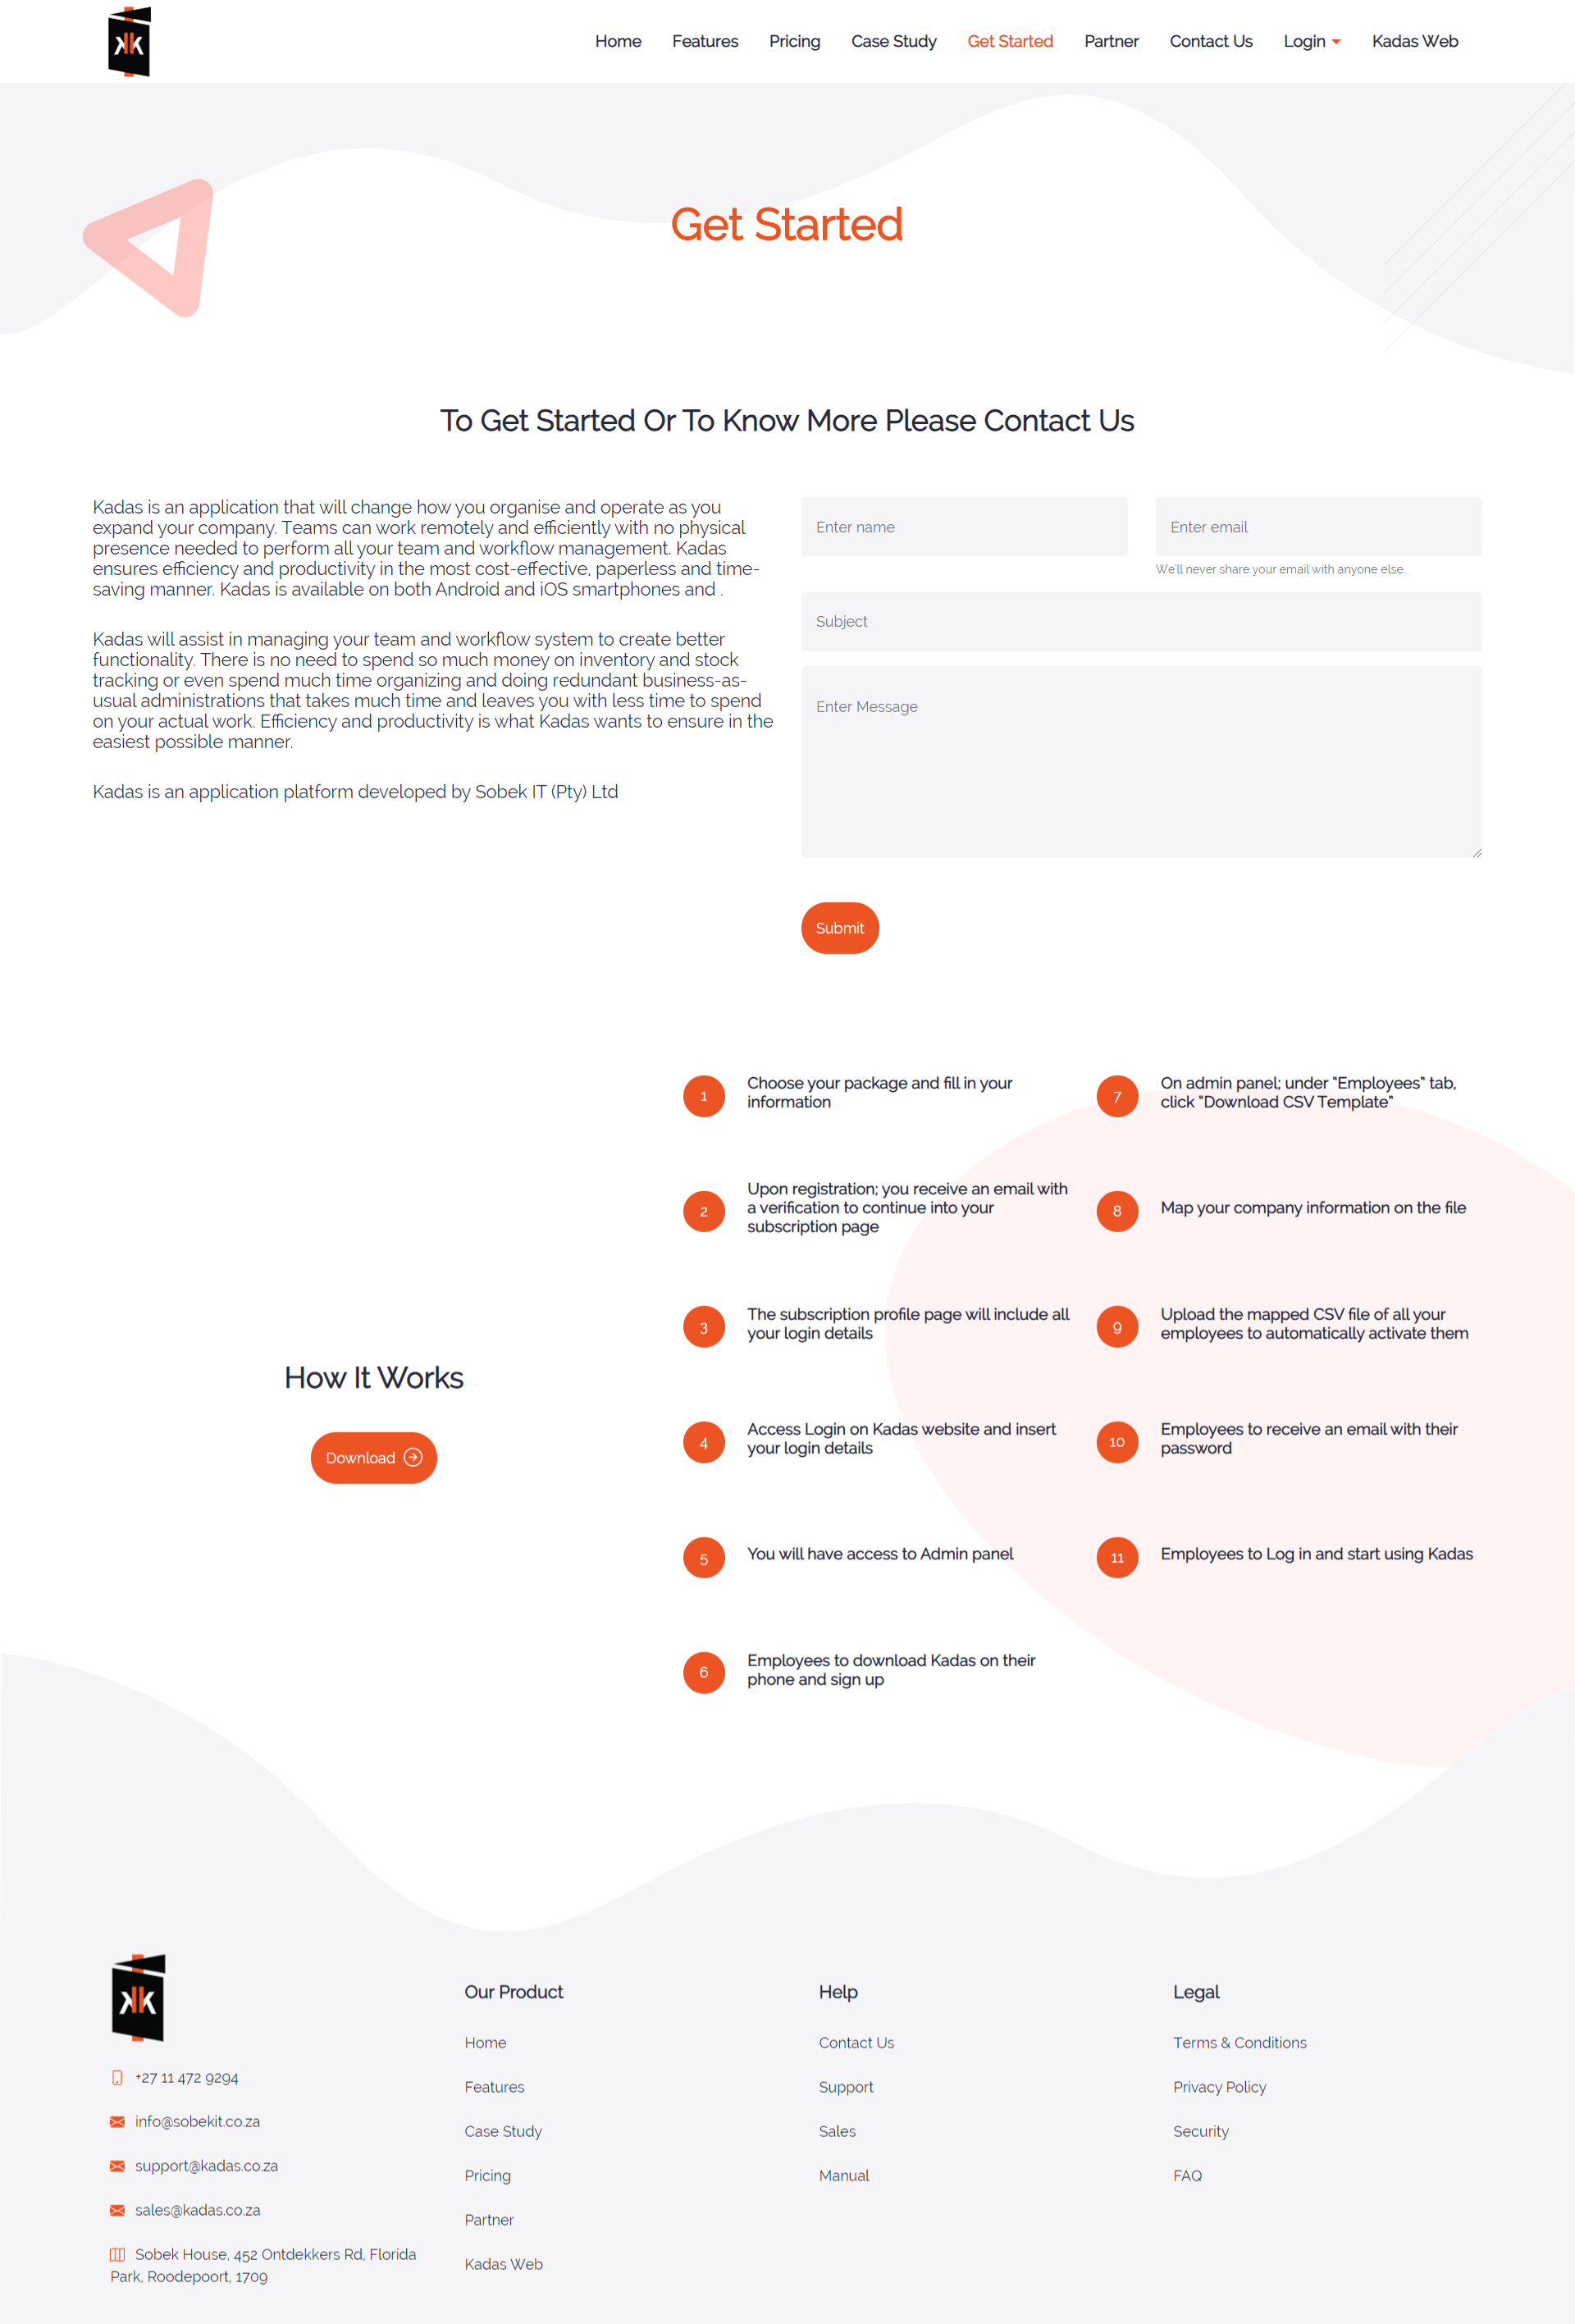 Home Features Pricing Case Study Get Started Partner Contact Us Login Kadas Web
Get Started
To Get Started Or To Know More Please Contact Us
Kadas is an application that will change how you organise and operate as you
expand your company. Teams can work remotely and efficiently with no physical
presence needed to perform all your team and workflow management. Kadas
ensures efficiency and productivity in the most cost-effective, paperless and time-
saving manner. Kadas is available on both Android and iOS smartphones and .
Kadas will assist in managing your team and workflow system to create better
functionality. There is no need to spend so much money on inventory and stock
tracking or even spend much time organizing and doing redundant business-as-
usual administrations that takes much time and leaves you with less time to spend
on your actual work. Efficiency and productivity is what Kadas wants to ensure in the
easiest possible manner.
Kadas is an application platform developed by Sobek IT (Pty) Ltd
Enter name
Enter email
We'll never share your email with anyone else.
Subject
Enter Message
Submit
How It Works
Download
1 Choose your package and fill in your
information
2 Upon registration; you receive an email with
a verification to continue into your
subscription page
3 The subscription profile page will include all
your login details
4 Access Login on Kadas website and insert
your login details
5 You will have access to Admin panel
6 Employees to download Kadas on their
phone and sign up
7 On admin panel; under "Employees" tab,
click "Download CSV Template"
8 Map your company information on the file
9 Upload the mapped CSV file of all your
employees to automatically activate them
10 Employees to receive an email with their
password
11 Employees to Log in and start using Kadas
+27 11 472 9294
info@sobekit.co.za
support@kadas.co.za
sales@kadas.co.za
Sobek House, 452 Ontdekkers Rd, Florida
Park, Roodepoort, 1709
Our Product
Home
Features
Case Study
Pricing
Partner
Kadas Web
Help
Contact Us
Support
Sales
Manual
Legal
Terms & Conditions
Privacy Policy
Security
FAQ